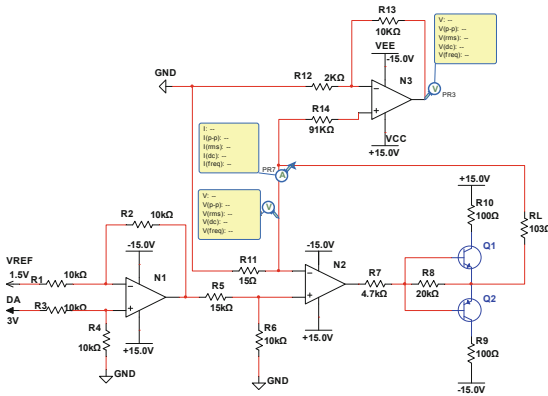 R13
10KΩ
VEE
-15.0V
GND
R12
2KΩ
N3
R14
91KΩ
VCC
+15.0V
V: --
V(p-p): --
V(rms): --
V(dc): --
V(freq): --
V
PR3
I: --
I(p-p): --
I(rms): --
I(dc): --
I(freq): --
PR7
A
V: --
V(p-p): --
V(rms): --
V(dc): --
V(freq): --
V
+15.0V
R10
100Ω
RL
103Ω
Q1
R2
10kΩ
-15.0V
VREF
1.5V
R1
10kΩ
N1
DA
3V
R3
10kΩ
R4
10kΩ
+15.0V
GND
R11
15Ω
-15.0V
N2
R5
15kΩ
R6
10kΩ
+15.0V
GND
R7
4.7kΩ
R8
20kΩ
Q2
R9
100Ω
-15.0V